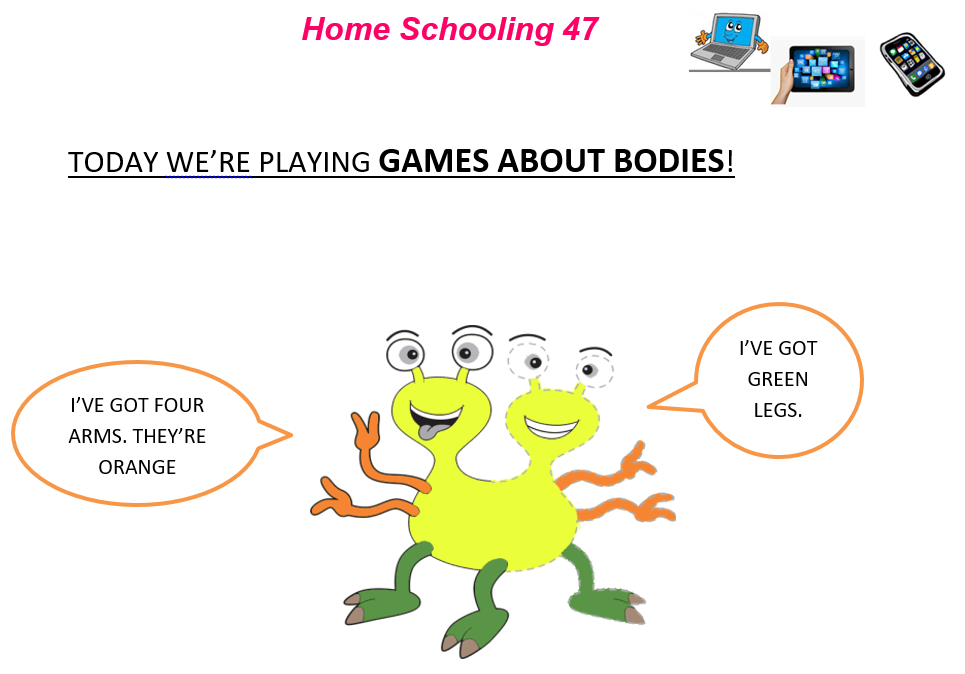 Home Schooling 47
TODAY WE’RE PLAYING GAMES ABOUT BODIES!
I’VE GOT FOUR
ARMS. THEY’RE
ORANGE
I’VE GOT
GREEN
LEGS.